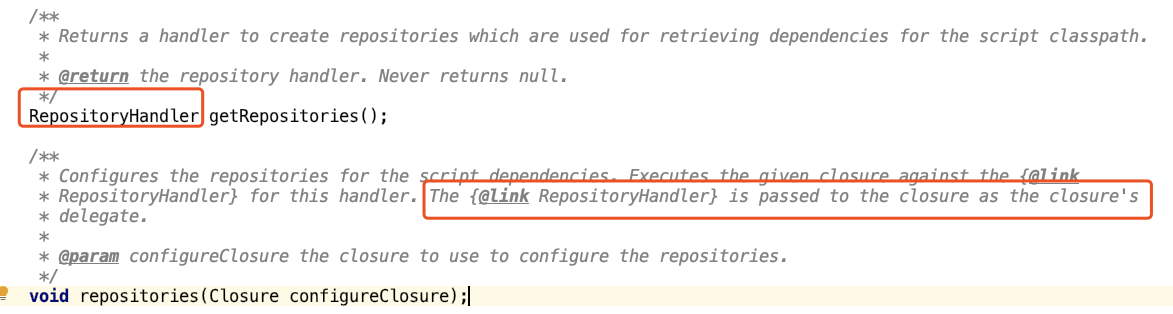 /**
 * Returns a handler to create repositories which are used for retrieving dependencies for the script classpath.
 *
 * @return the repository handler. Never returns null.
 */
RepositoryHandler getRepositories();
/**
 * Configures the repositories for the script dependencies. Executes the given closure against the {@link
 * RepositoryHandler} for this handler. The {@link RepositoryHandler} is passed to the closure as the closure's
 * delegate.
 *
 * @param configureClosure the closure to use to configure the repositories.
 */
void repositories(Closure configureClosure);